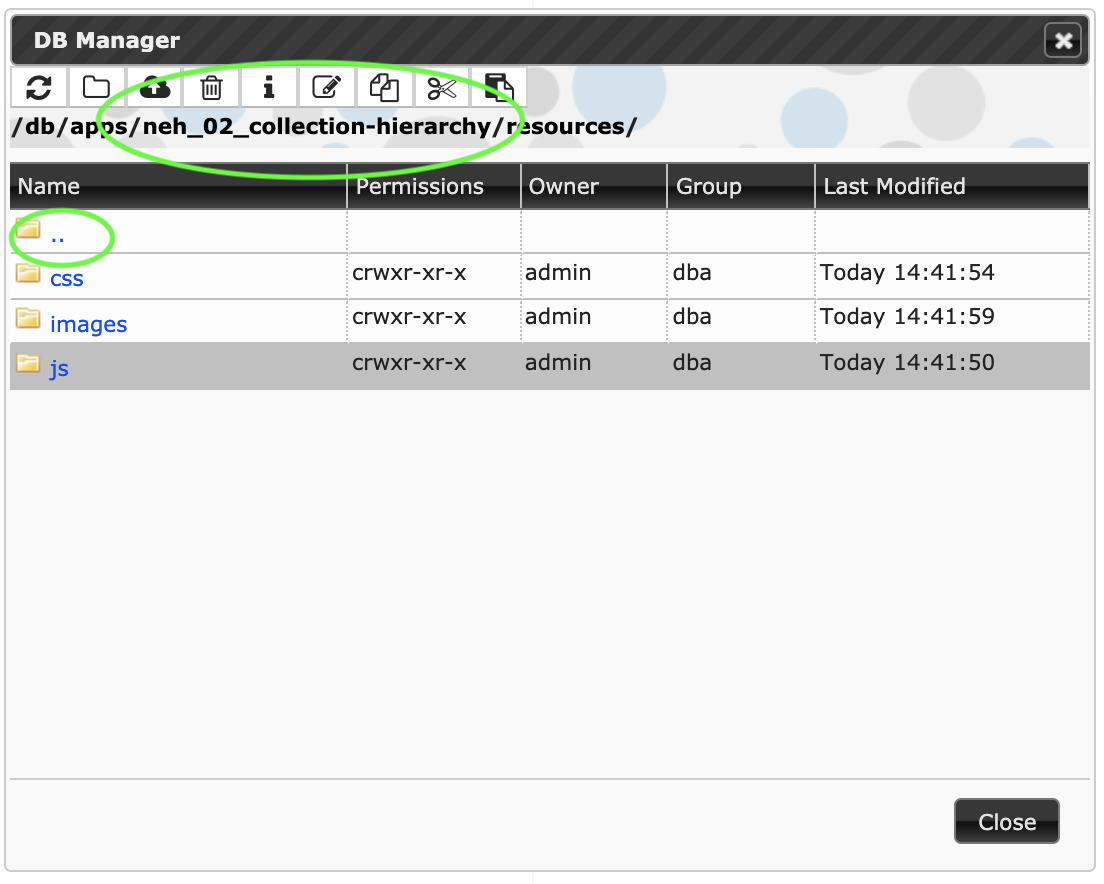 DB Manager
/db/apps/neh_02_collection-hierarchy/resources/
Name Permissions Owner Group Last Modified
..
css crwxr-xr-x admin dba Today 14:41:54
images crwxr-xr-x admin dba Today 14:41:59
js crwxr-xr-x admin dba Today 14:41:50
Close